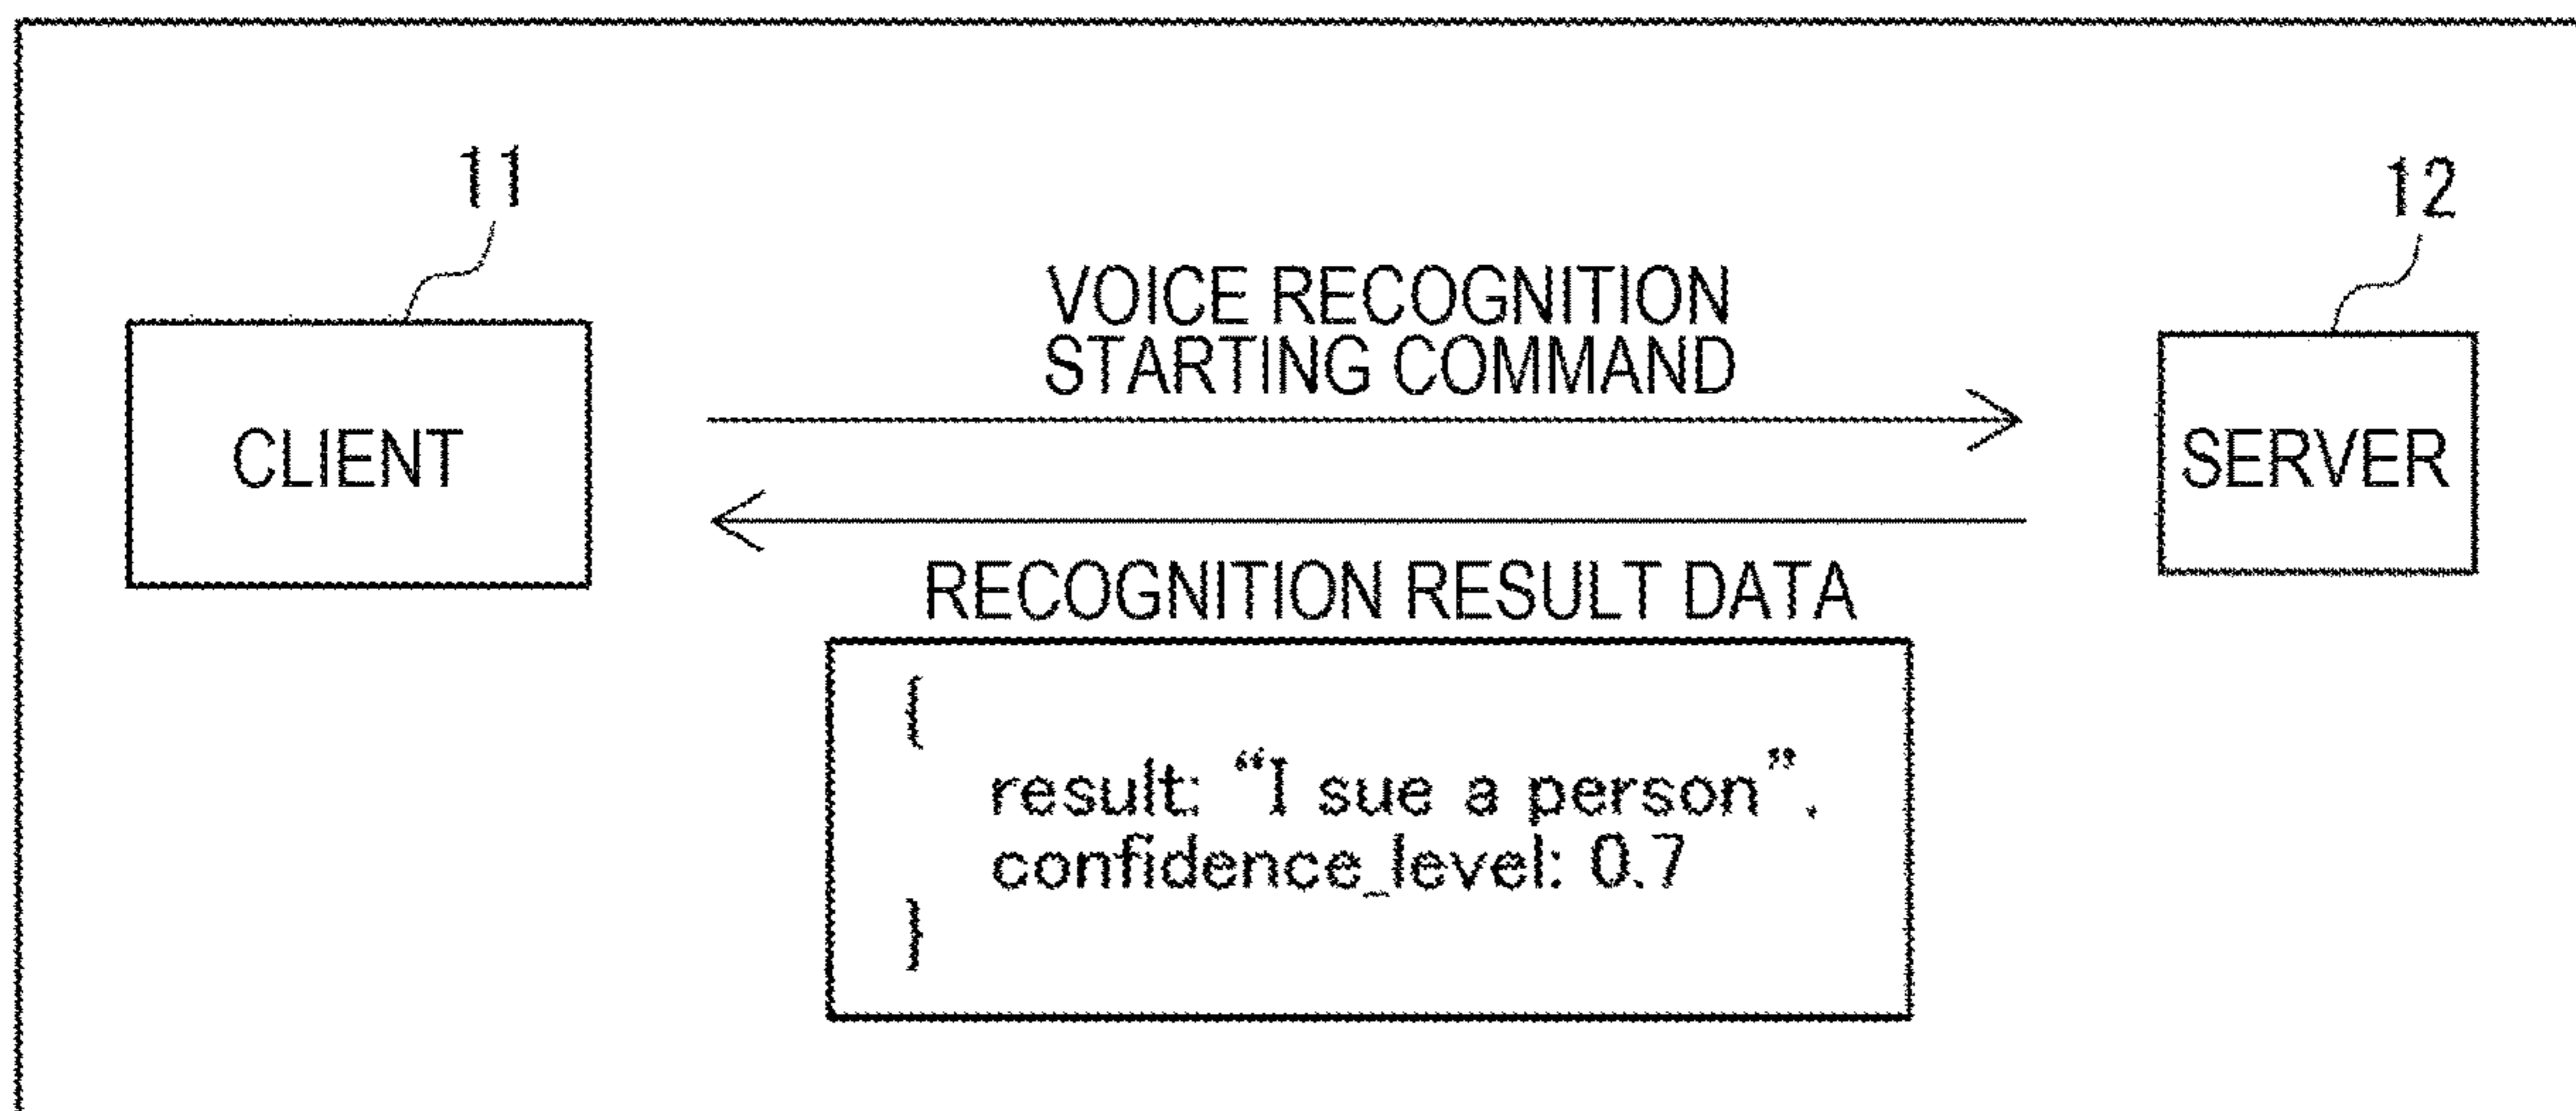 11
12
VOICE RECOGNITION
STARTING COMMAND
CLIENT
SERVER
RECOGNITION RESULT DATA
{
result: “I sue a person”,
confidence_level: 0.7
}